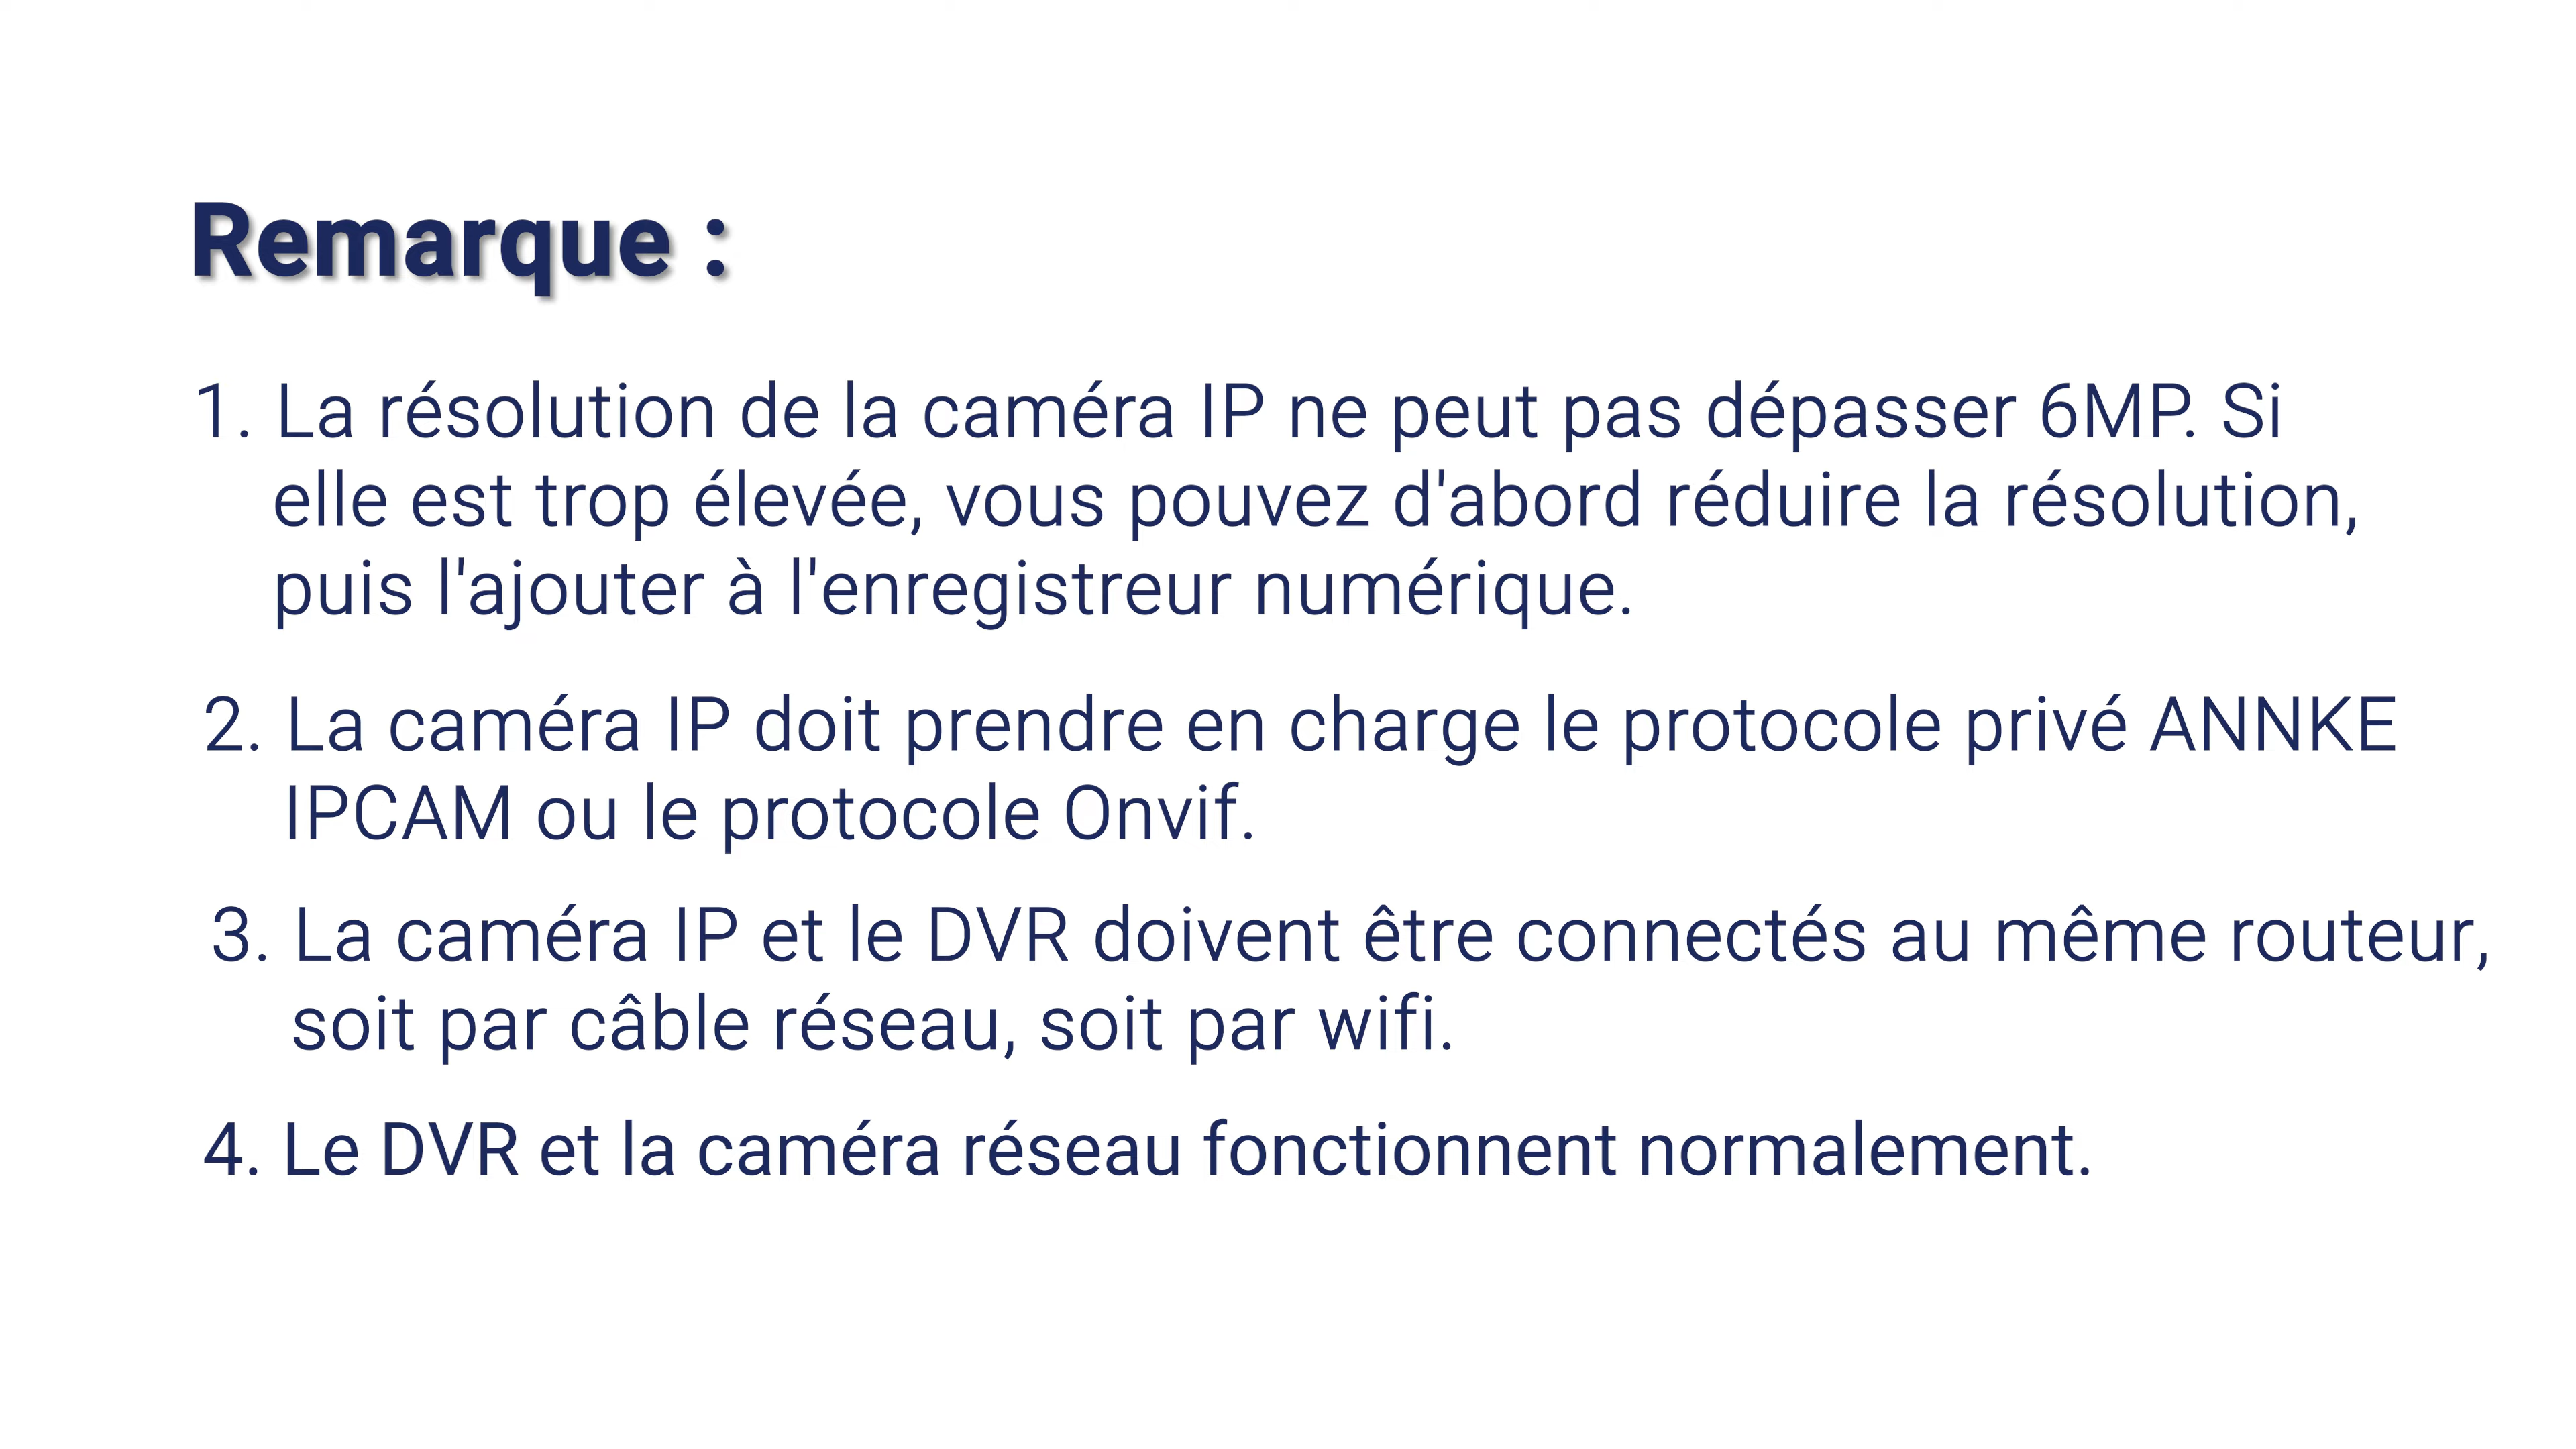 Remarque :
1. La résolution de la caméra IP ne peut pas dépasser 6MP. Si
elle est trop élevée, vous pouvez d'abord réduire la résolution,
puis l'ajouter à l'enregistreur numérique.
2. La caméra IP doit prendre en charge le protocole privé ANNKE
IPCAM ou le protocole Onvif.
3. La caméra IP et le DVR doivent être connectés au même routeur,
soit par câble réseau, soit par wifi.
4. Le DVR et la caméra réseau fonctionnent normalement.